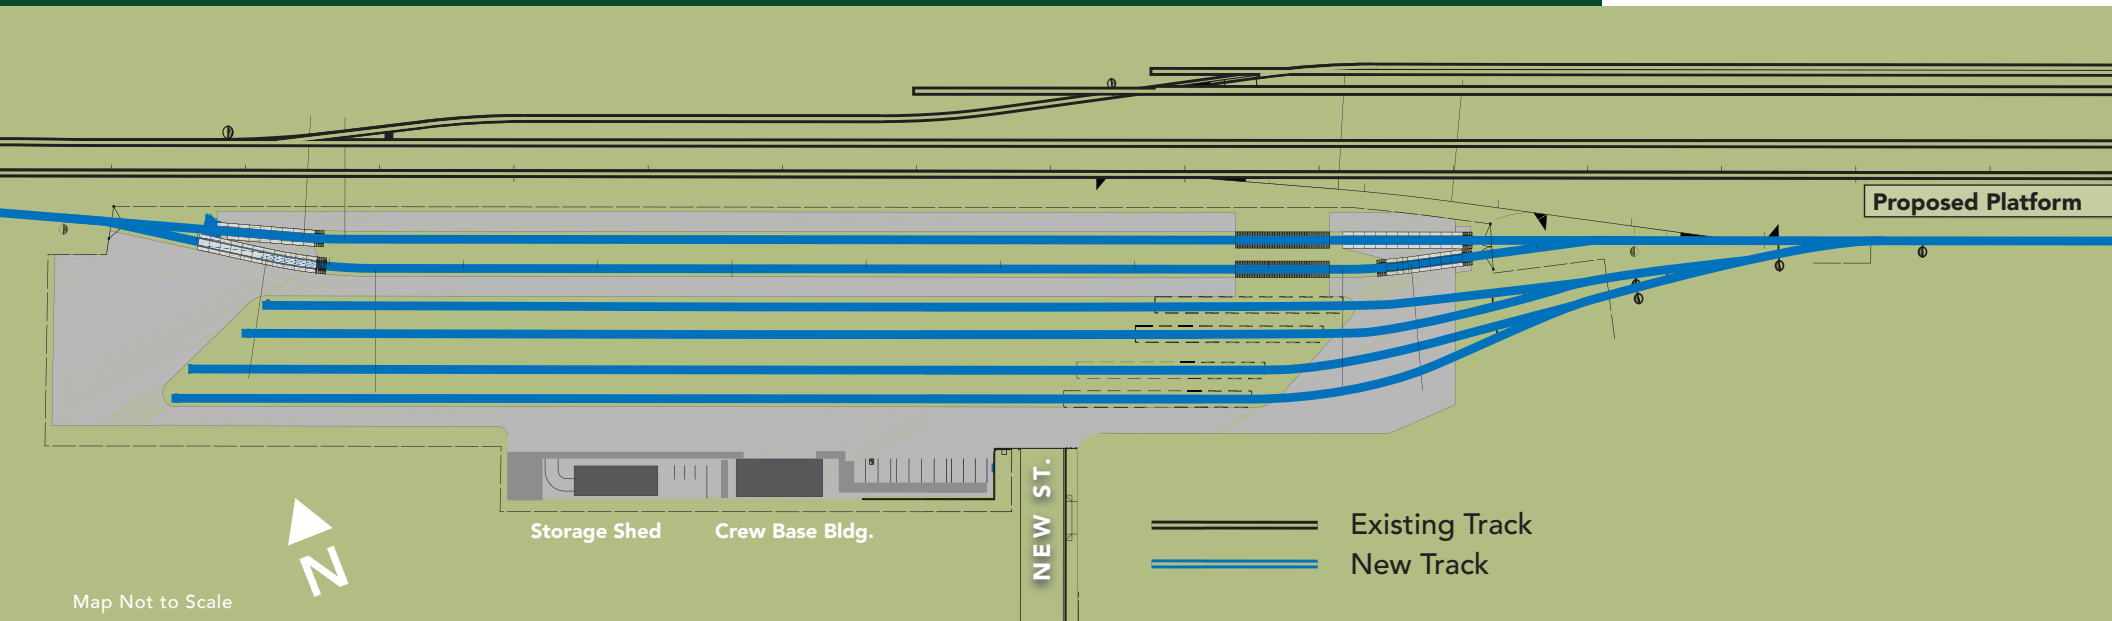 Proposed Platform
Storage Shed
Crew Base Bldg.
NEW ST.
Existing Track
New Track
N
Map Not to Scale